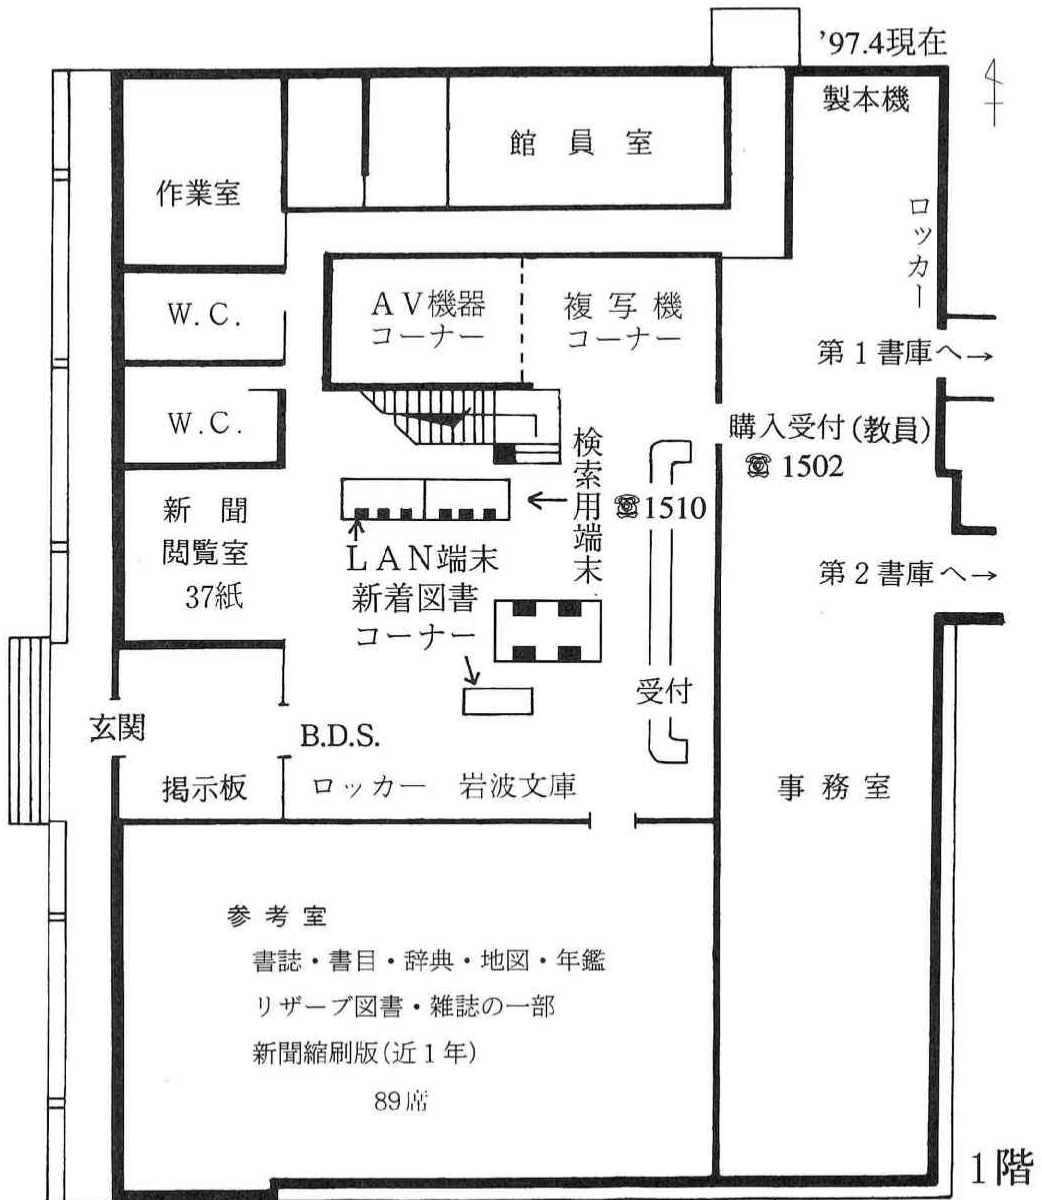 ’97.4現在
製本機
館員室
作業室
ロッカー
W.C.
AV機器
コーナー
複写機
コーナー
第1書庫へ→
W.C.
購入受付(教員)
☎ 1502
検索用端末
☎1510
新聞
閲覧室
37紙
LAN端末
新着図書
コーナー
第2書庫へ→
受付
玄関
B.D.S.
掲示板
ロッカー
岩波文庫
事務室
参考室
書誌・書目・辞典・地図・年鑑
リザーブ図書・雑誌の一部
新聞縮刷版(近1年)
89席
1階